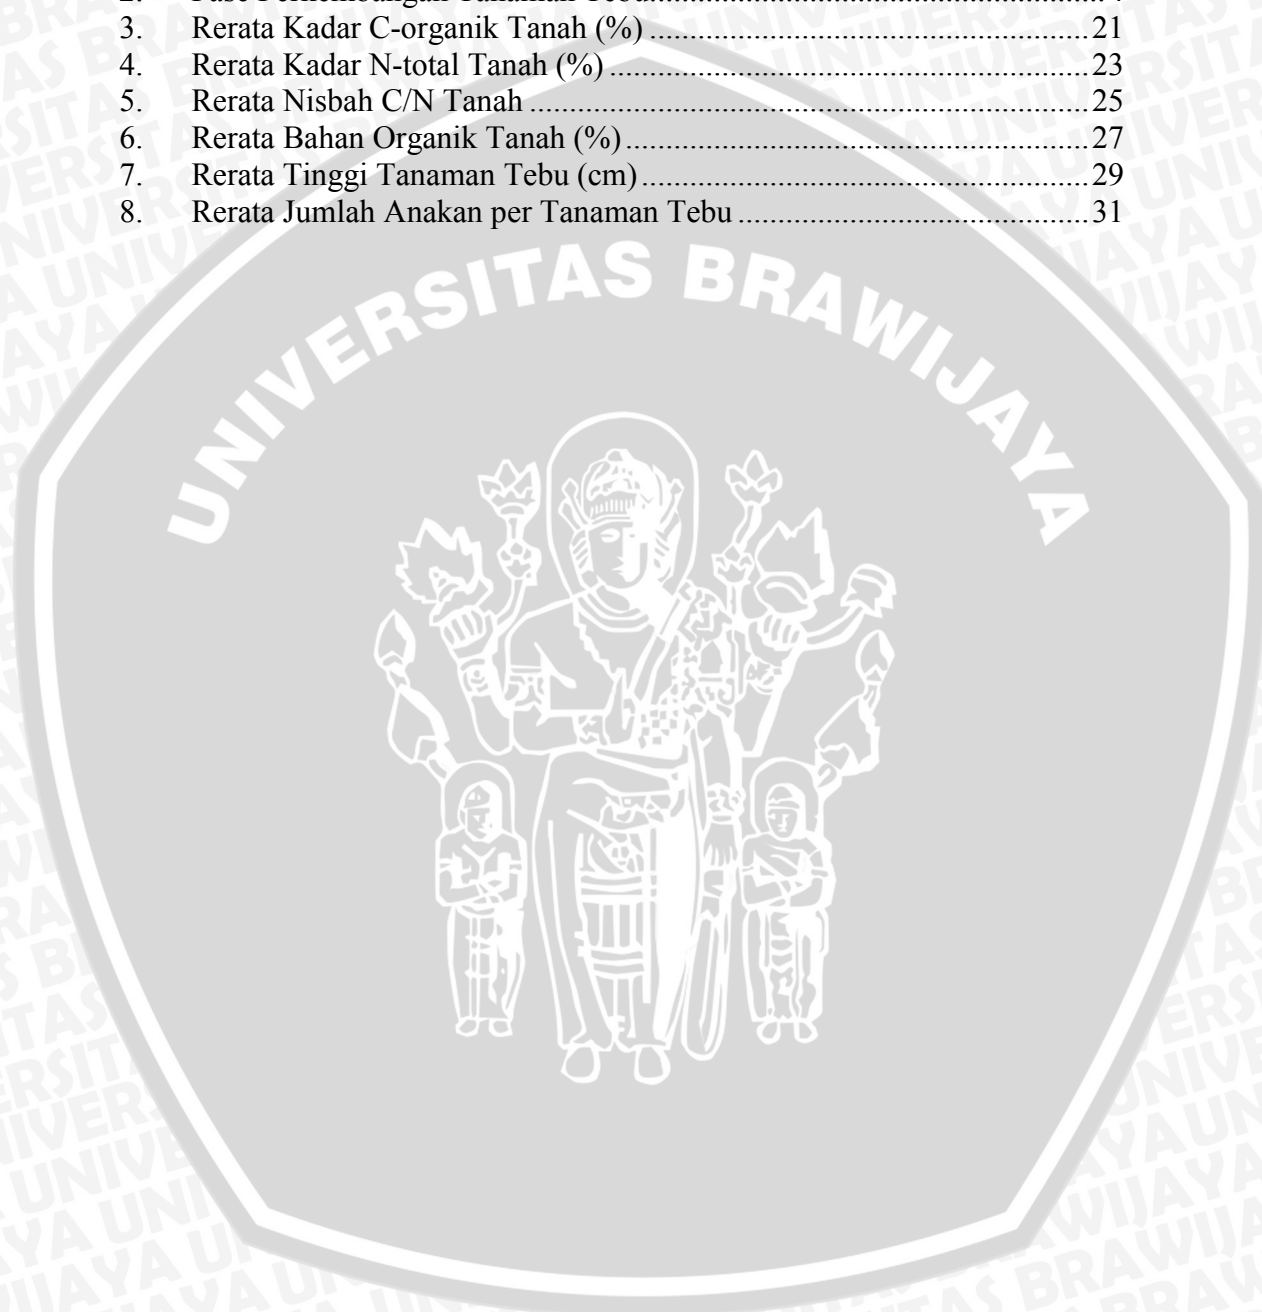 3. Rerata Kadar C-organik Tanah (%) ........................................................ 21
4. Rerata Kadar N-total Tanah (%) ............................................................. 23
5. Rerata Nisbah C/N Tanah ....................................................................... 25
6. Rerata Bahan Organik Tanah (%) ........................................................... 27
7. Rerata Tinggi Tanaman Tebu (cm) ......................................................... 29
8. Rerata Jumlah Anakan per Tanaman Tebu ............................................. 31
UNIVERSITAS BRAWIJAYA